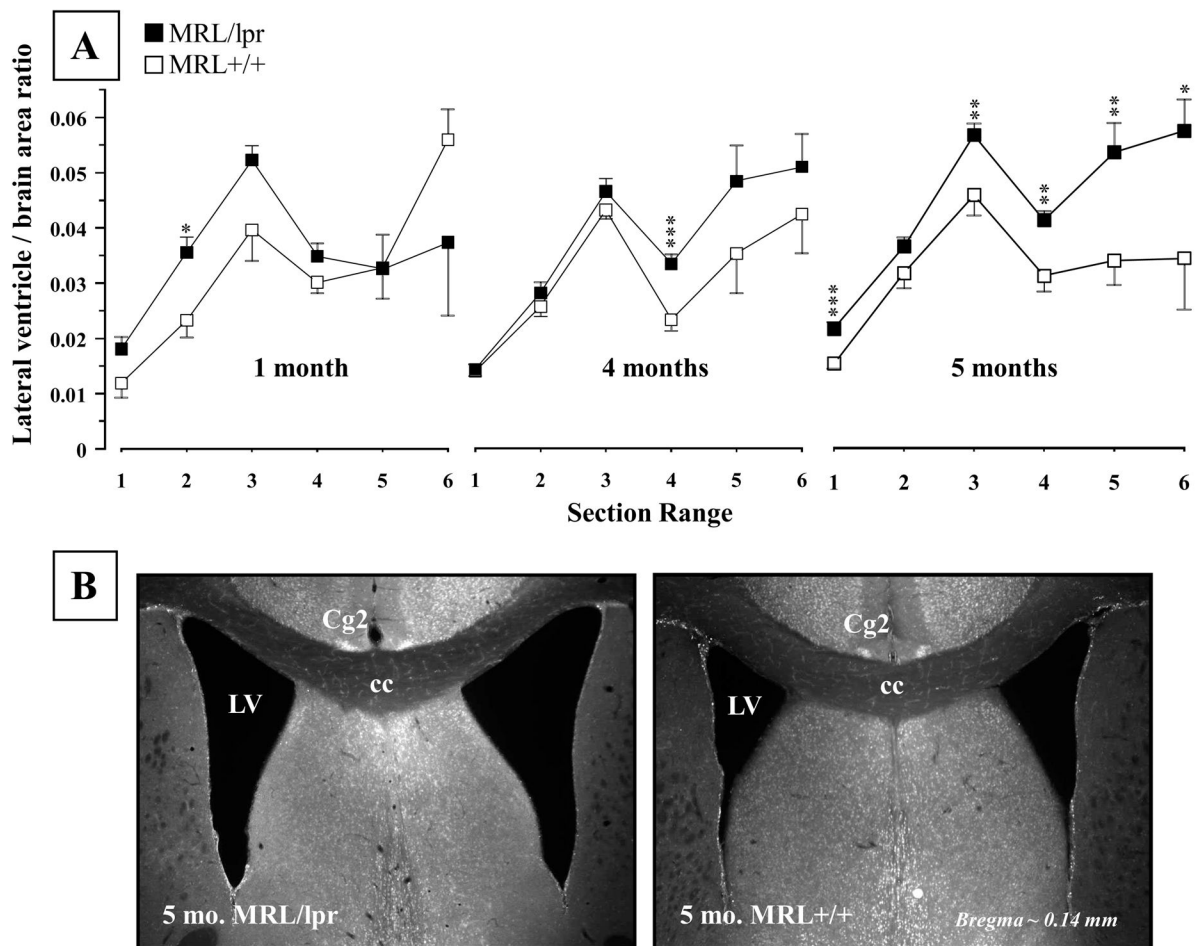 A
MRL/lpr
MRL+/+
Lateral ventricle / brain area ratio
0.06
0.05
0.04
0.03
0.02
0.01
0
*
***
***
**
**
**
*
1 month
4 months
5 months
1 2 3 4 5 6
1 2 3 4 5 6
1 2 3 4 5 6
Section Range
B
Cg2
cc
LV
5 mo. MRL/lpr
Cg2
cc
LV
5 mo. MRL+/+
Bregma ~ 0.14 mm